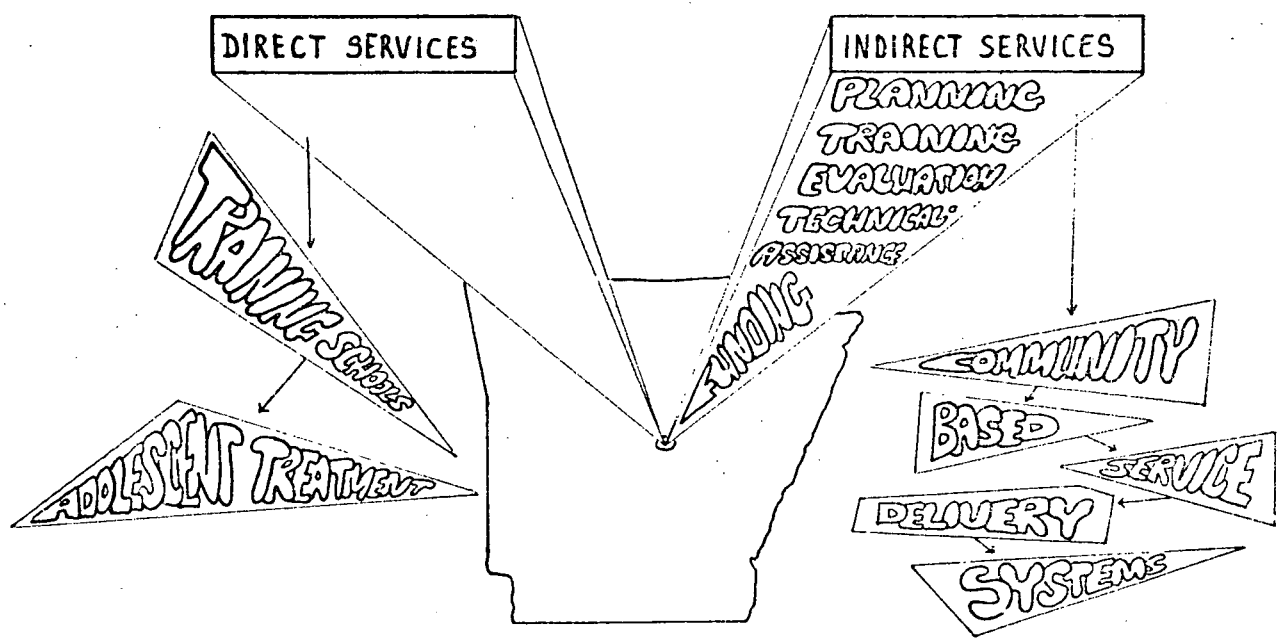 DIRECT SERVICES
TRAINING SCHOOLS
ADOLESCENT TREATMENT
INDIRECT SERVICES
PLANNING
TRAINING
EVALUATION
TECHNICAL
ASSISTANCE
FUNDING
COMMUNITY
BASED
SERVICE
DELIVERY
SYSTEMS